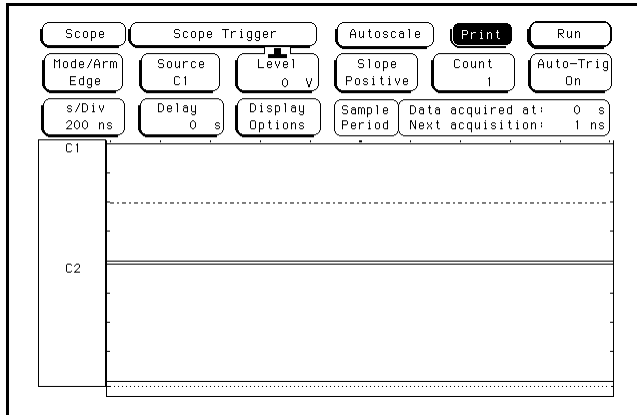 Scope Scope Trigger Autoscale Print Run
Mode/Arm Source Level Slope Count Auto-Trig
Edge C1 0 V Positive 1 On
s/Div Delay Display Sample Data acquired at: 0 s
200 ns 0 s Options Period Next acquisition: 1 ns
C1
C2